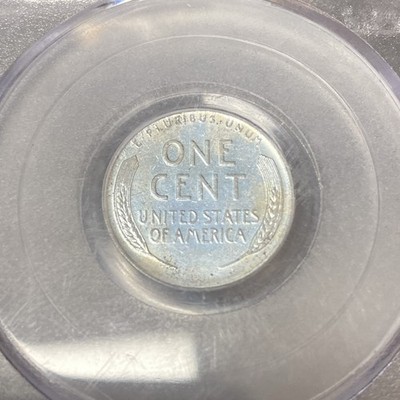 E·PLURIBUS·UNUM
ONE
CENT
UNITED STATES
OF AMERICA